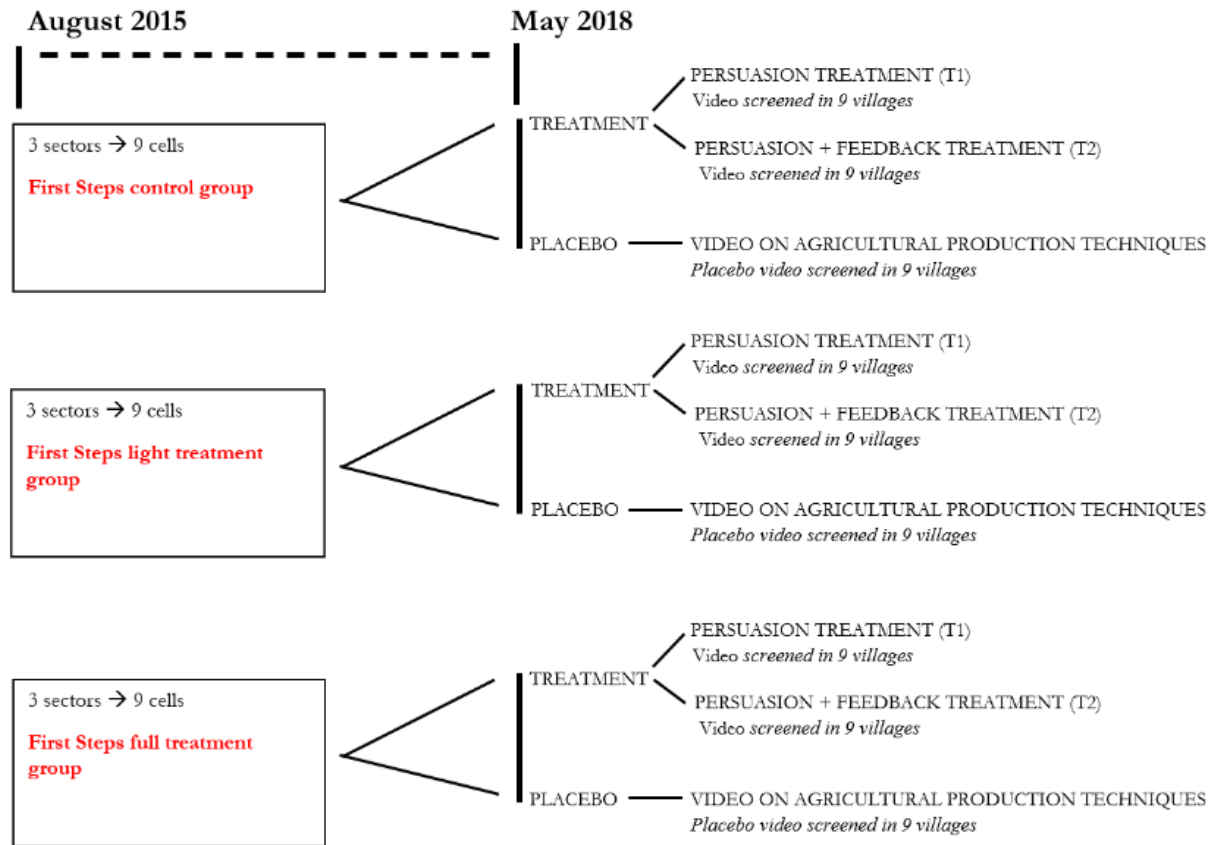 August 2015
May 2018
3 sectors → 9 cells
First Steps control group
TREATMENT
PERSUASION TREATMENT (T1)
Video screened in 9 villages
PERSUASION + FEEDBACK TREATMENT (T2)
Video screened in 9 villages
PLACEBO
VIDEO ON AGRICULTURAL PRODUCTION TECHNIQUES
Placebo video screened in 9 villages
3 sectors → 9 cells
First Steps light treatment
group
TREATMENT
PERSUASION TREATMENT (T1)
Video screened in 9 villages
PERSUASION + FEEDBACK TREATMENT (T2)
Video screened in 9 villages
PLACEBO
VIDEO ON AGRICULTURAL PRODUCTION TECHNIQUES
Placebo video screened in 9 villages
3 sectors → 9 cells
First Steps full treatment
group
TREATMENT
PERSUASION TREATMENT (T1)
Video screened in 9 villages
PERSUASION + FEEDBACK TREATMENT (T2)
Video screened in 9 villages
PLACEBO
VIDEO ON AGRICULTURAL PRODUCTION TECHNIQUES
Placebo video screened in 9 villages